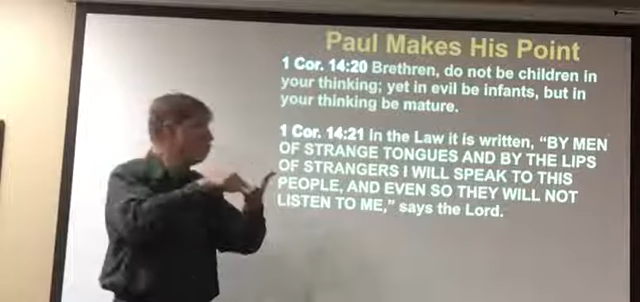 Paul Makes His Point
1 Cor. 14:20 Brethren, do not be children in
your thinking; yet in evil be infants, but in
your thinking be mature.
1 Cor. 14:21 In the Law it is written, “BY MEN
OF STRANGE TONGUES AND BY THE LIPS
OF STRANGERS I WILL SPEAK TO THIS
PEOPLE, AND EVEN SO THEY WILL NOT
LISTEN TO ME,” says the Lord.